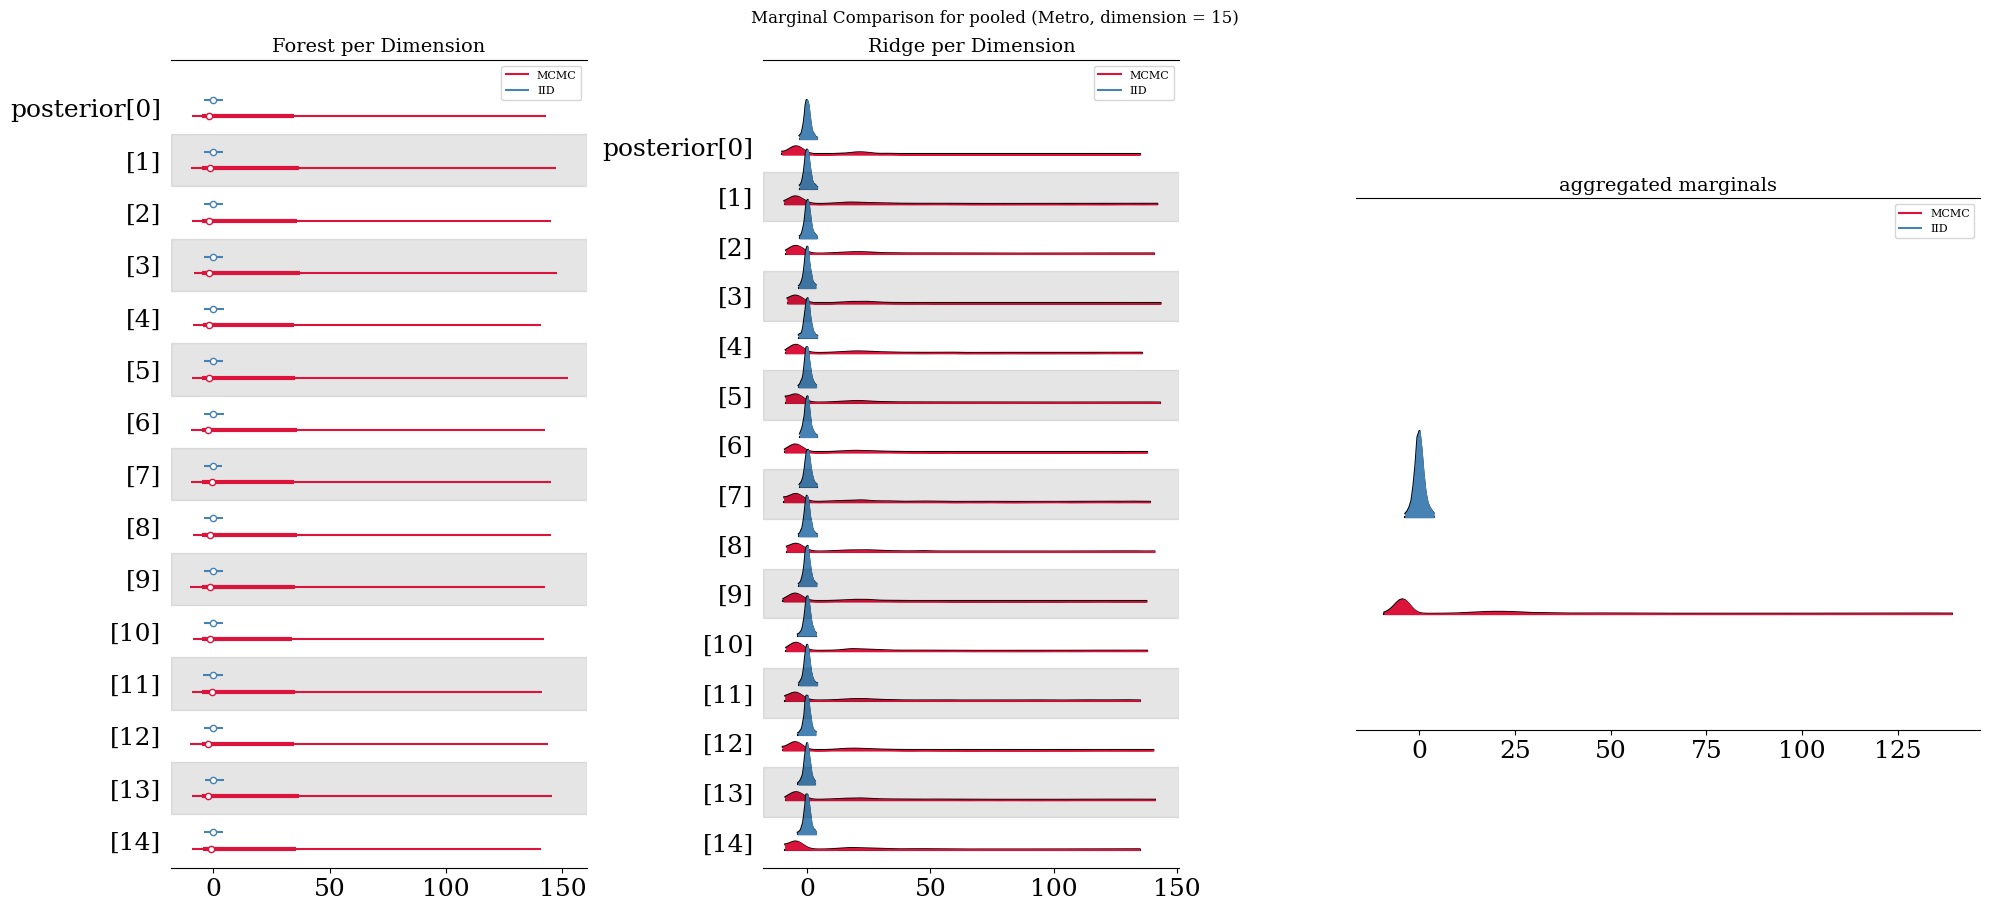 Marginal Comparison for pooled (Metro, dimension = 15)
Forest per Dimension
MCMC
IID
posterior[0]
[1]
[2]
[3]
[4]
[5]
[6]
[7]
[8]
[9]
[10]
[11]
[12]
[13]
[14]
0 50 100 150
Ridge per Dimension
MCMC
IID
posterior[0]
[1]
[2]
[3]
[4]
[5]
[6]
[7]
[8]
[9]
[10]
[11]
[12]
[13]
[14]
0 50 100 150
aggregated marginals
MCMC
IID
0 25 50 75 100 125